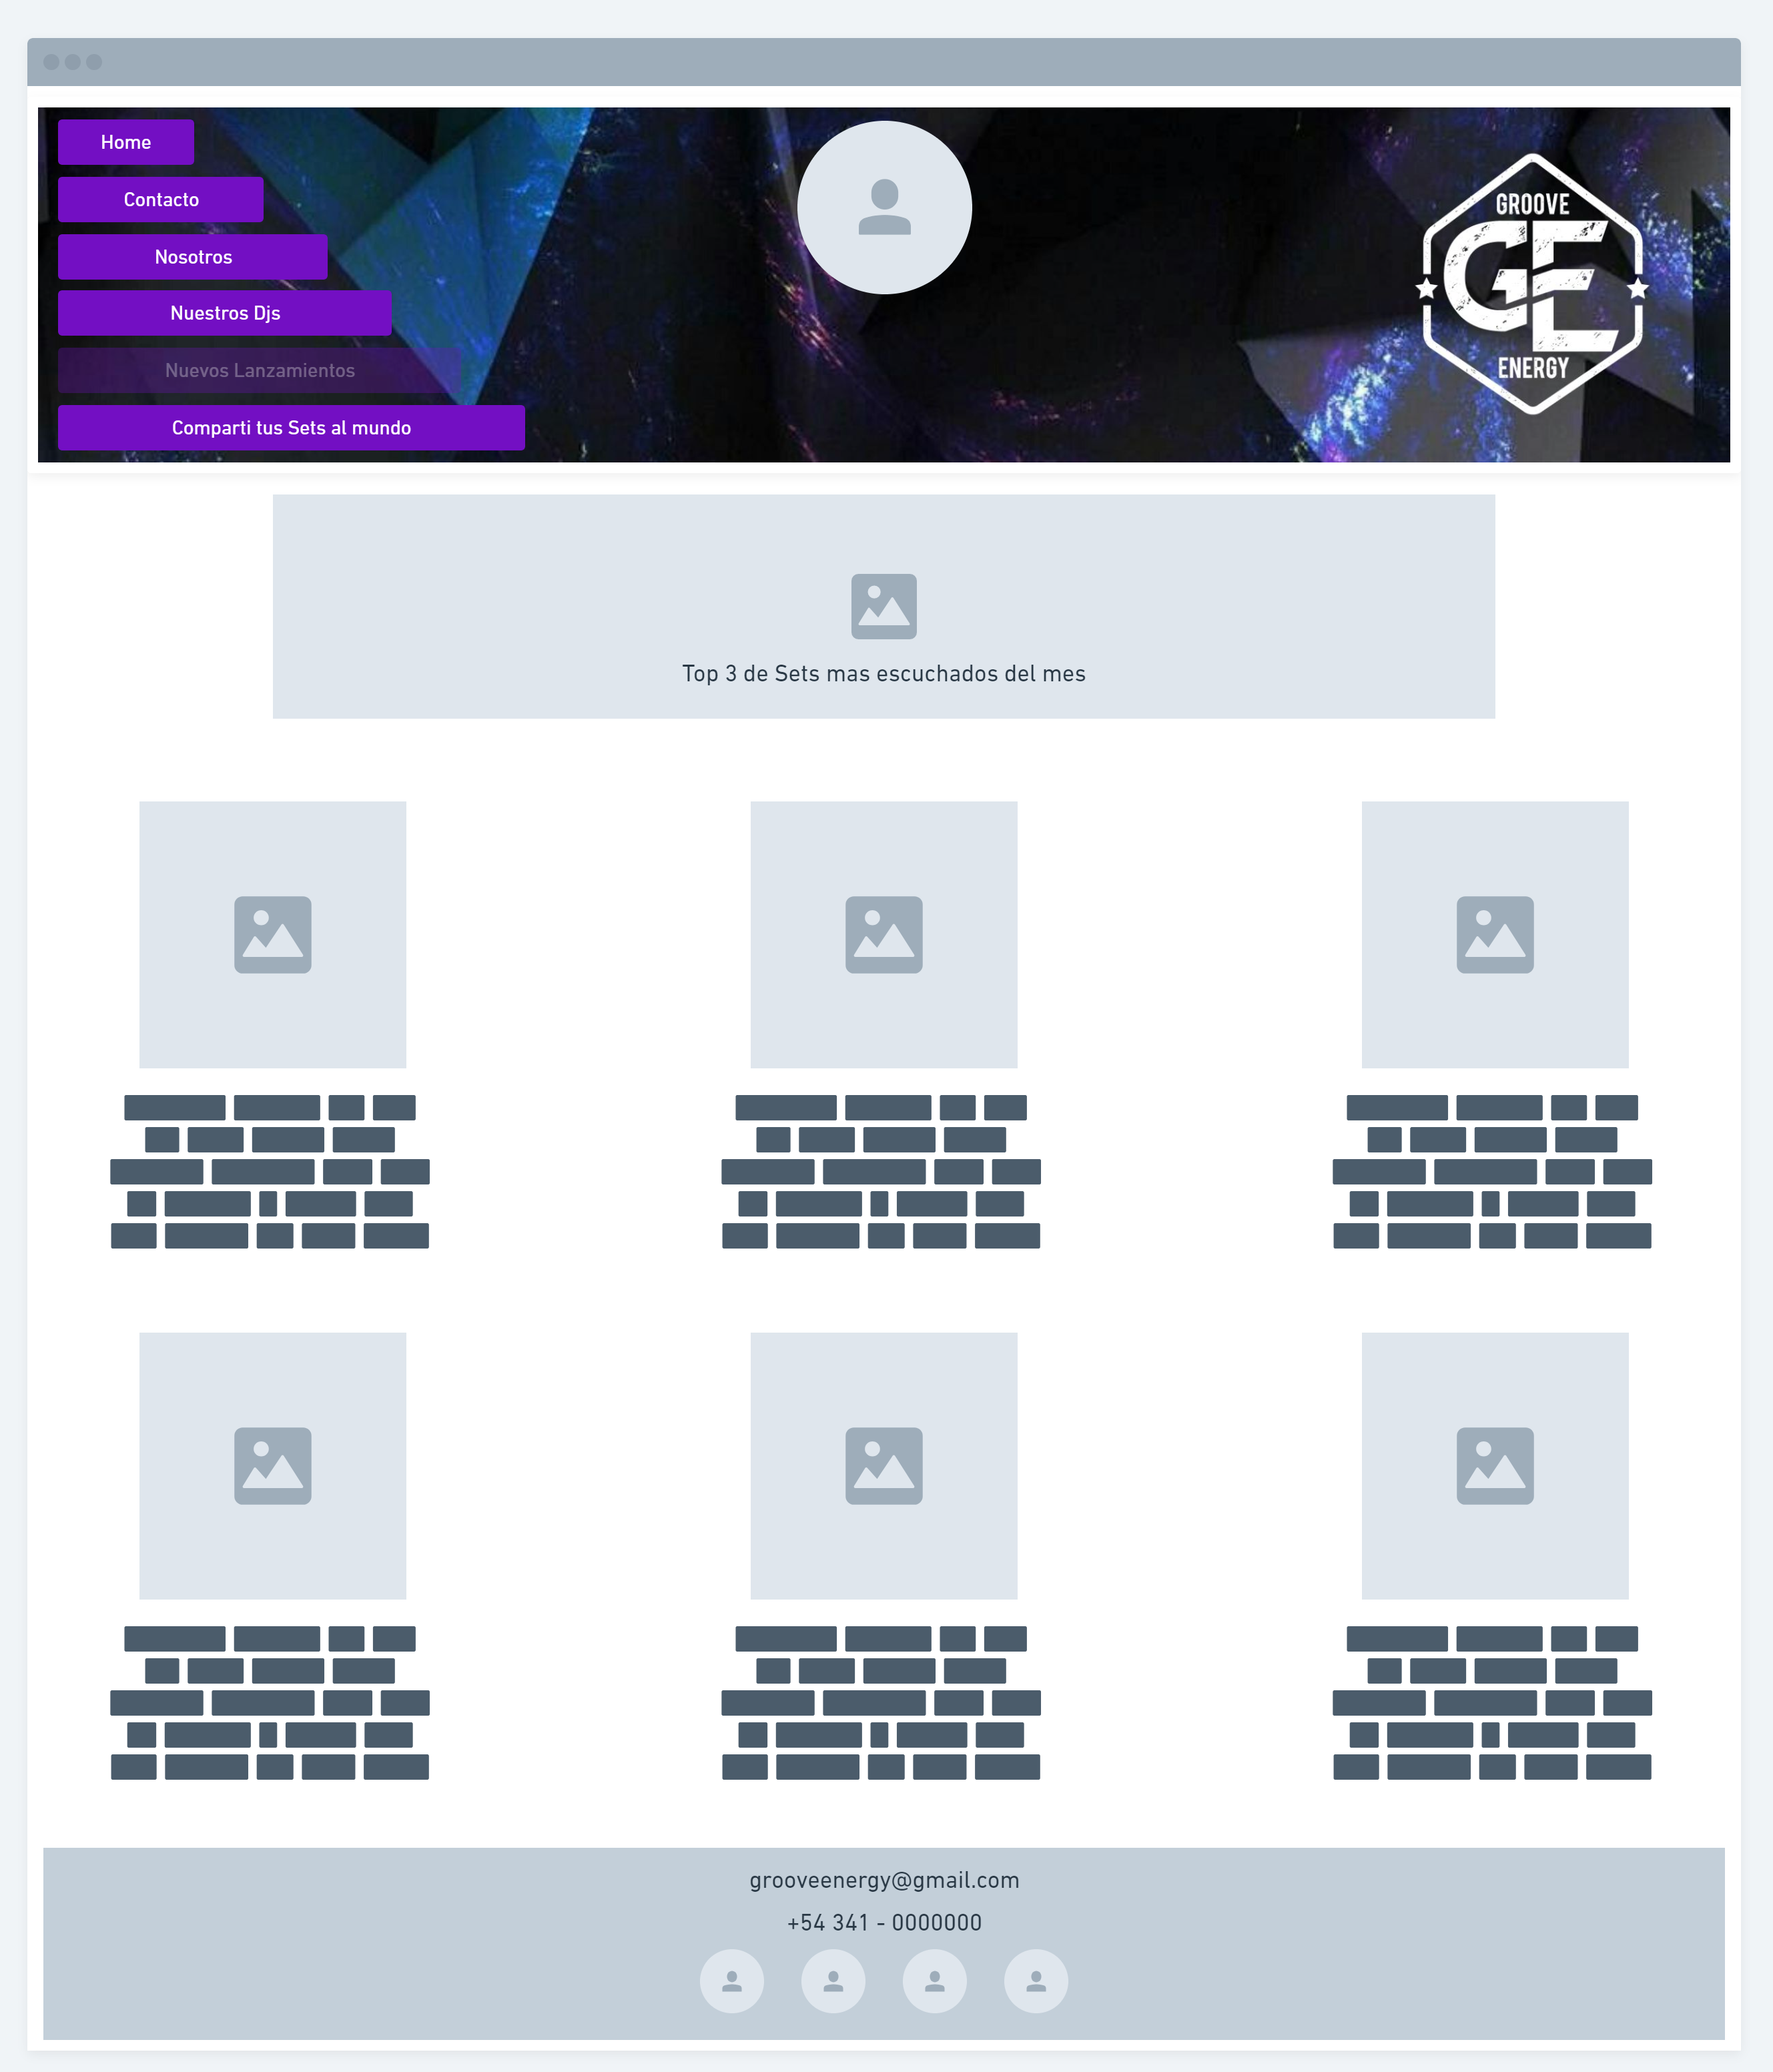 Home
Contacto
Nosotros
Nuestros Djs
Nuevos Lanzamientos
Comparti tus Sets al mundo
GROOVE
GE
ENERGY
Top 3 de Sets mas escuchados del mes
grooveenergy@gmail.com
+54 341 - 0000000